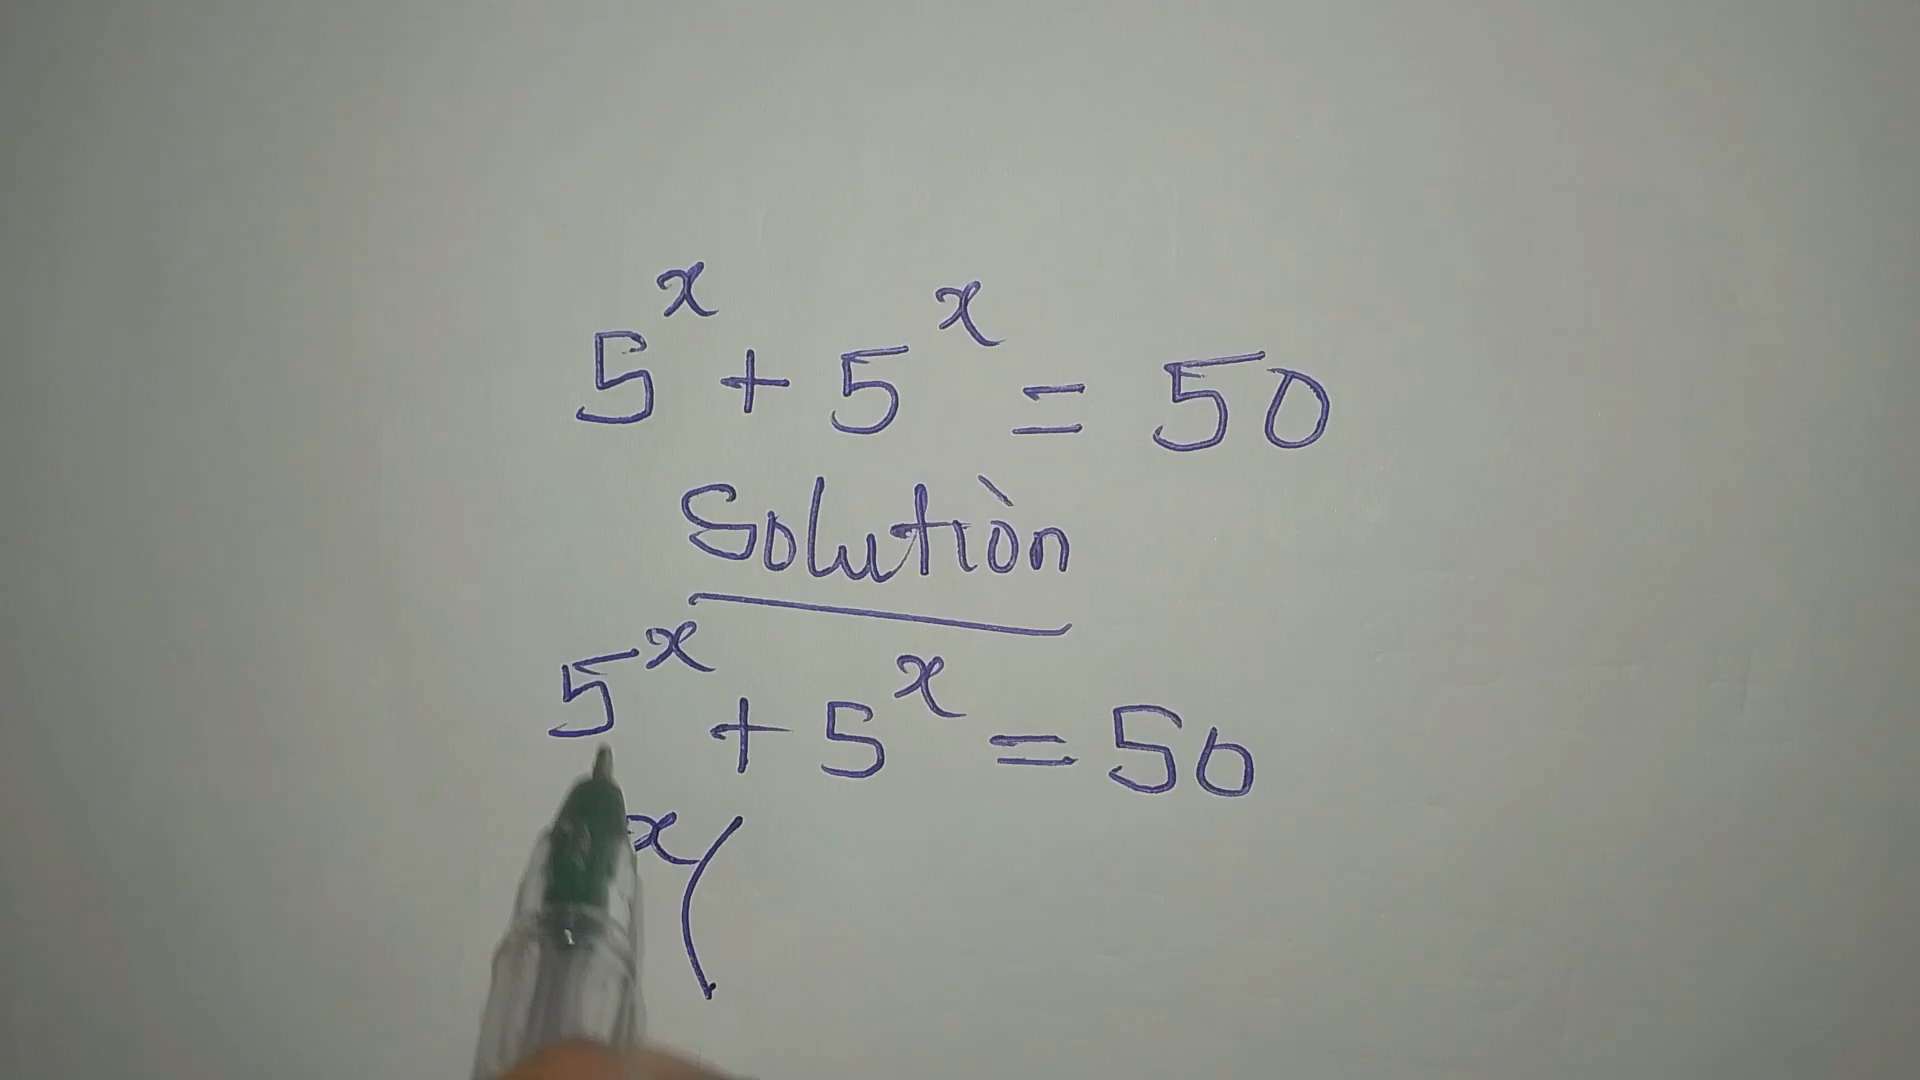 5^x + 5^x = 50
Solution
5^x + 5^x = 50
x (